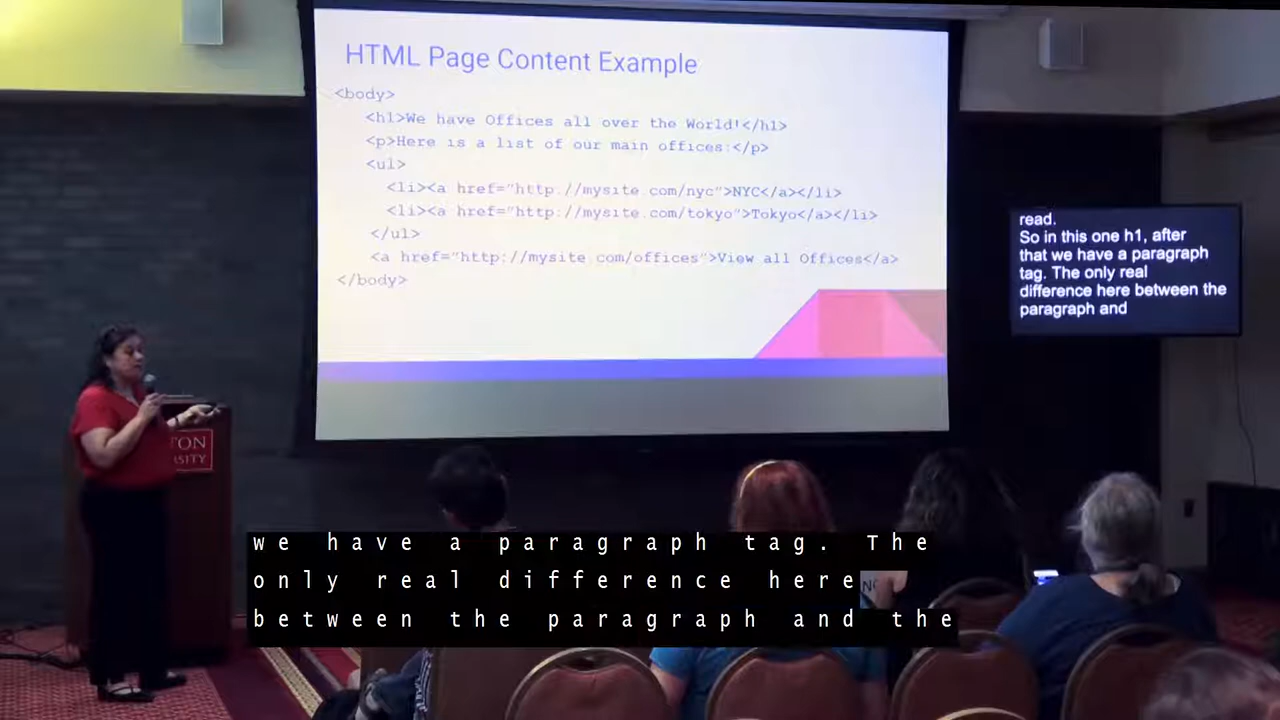 HTML Page Content Example
<body>
<h1>We have Offices all over the World!</h1>
<p>Here is a list of our main offices:</p>
<ul>
<li><a href="http://mysite.com/nyc">NYC</a></li>
<li><a href="http://mysite.com/tokyo">Tokyo</a></li>
</ul>
<a href="http://mysite.com/offices">View all Offices</a>
</body>
read.
So in this one h1, after
that we have a paragraph
tag. The only real
difference here between the
paragraph and
TON
SITY
we have a paragraph tag. The
only real difference here
between the paragraph and the